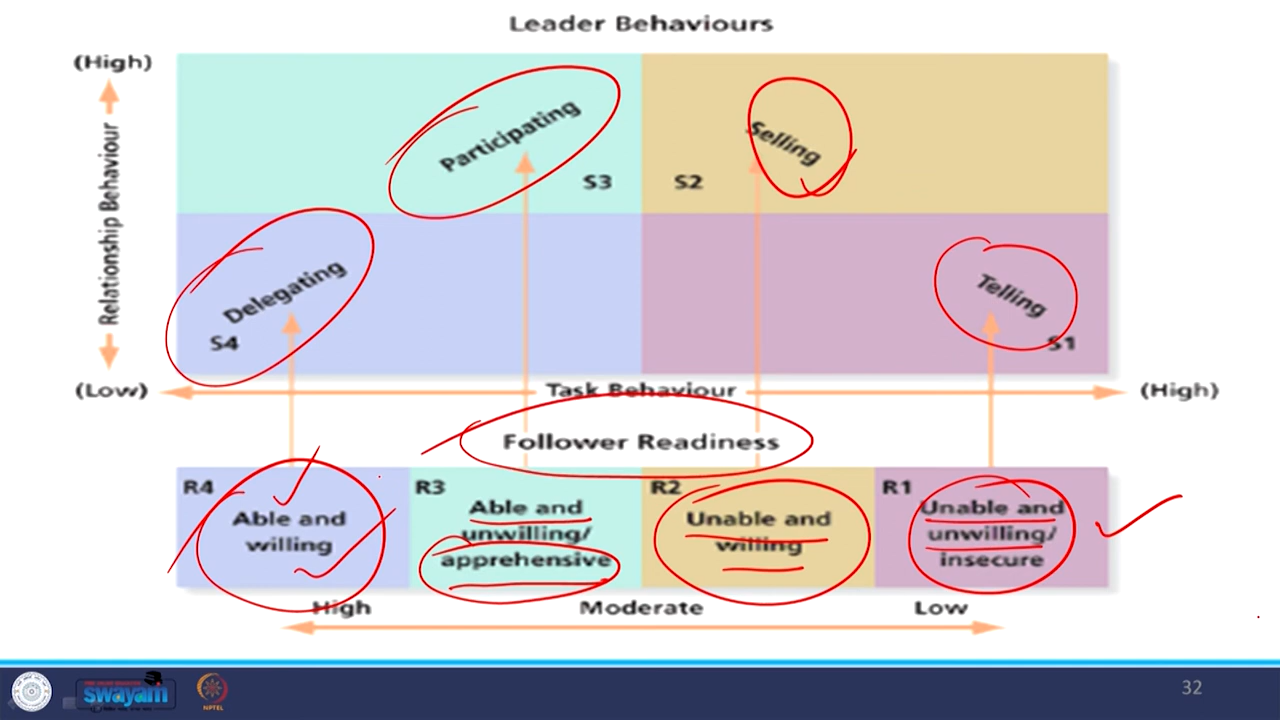 Leader Behaviours
(High)
Relationship Behaviour
(Low)
Participating
S3
Selling
S2
Delegating
S4
Telling
S1
Task Behaviour
(High)
Follower Readiness
R4
Able and
willing
R3
Able and
unwilling/
apprehensive
R2
Unable and
willing
R1
Unable and
unwilling/
insecure
High
Moderate
Low
swayam
NPTEL
32